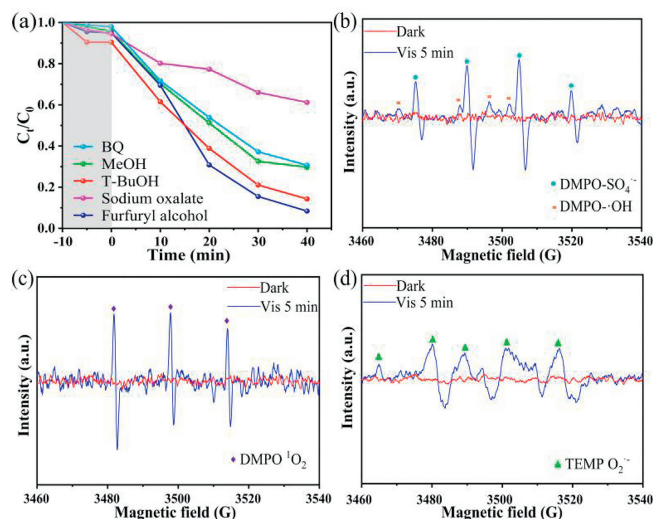 (a)
1.0
0.8
0.6
0.4
0.2
0.0
Cₜ/C₀
BQ
MeOH
T-BuOH
Sodium oxalate
Furfuryl alcohol
-10 0 10 20 30 40
Time (min)
(b)
Dark
Vis 5 min
Intensity (a.u.)
DMPO-SO₄·⁻
DMPO-·OH
3460 3480 3500 3520 3540
Magnetic field (G)
(c)
Dark
Vis 5 min
Intensity (a.u.)
DMPO ¹O₂
3460 3480 3500 3520 3540
Magnetic field (G)
(d)
Dark
Vis 5 min
Intensity (a.u.)
TEMP O₂·⁻
3460 3480 3500 3520 3540
Magnetic field (G)